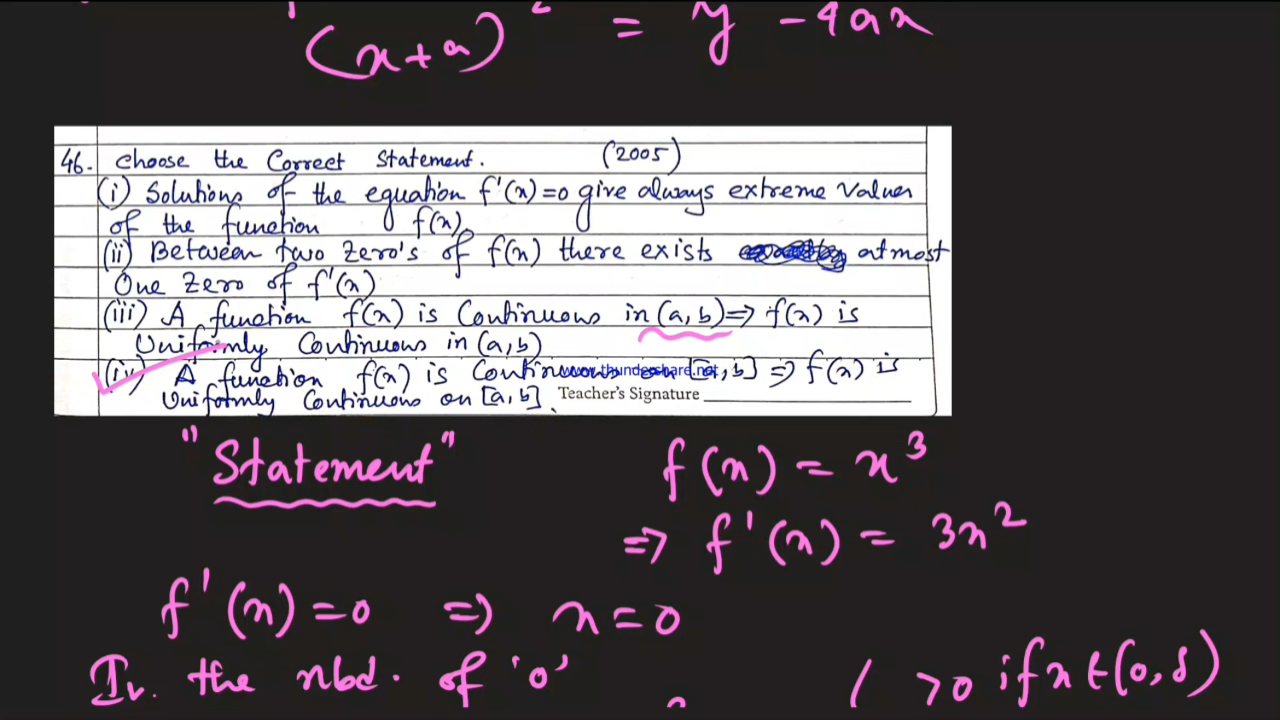 (x+a)² = y - 4ax
46. Choose the Correct Statement. (2005)
(i) Solutions of the equation f'(x)=0 give always extreme values
of the function f(x).
(ii) Between two zero's of f(x) there exists atmost
One zero of f'(x)
(iii) A function f(x) is Continuous in (a,b) ⇒ f(x) is
Uniformly Continuous in (a,b)
(iv) A function f(x) is Continuous on [a,b] ⇒ f(x) is
www.thundershare.net
Uniformly Continuous on [a,b].
Teacher's Signature
"Statement"
f(x) = x³
⇒ f'(x) = 3x²
f'(x)=0 ⇒ x=0
In the nbd. of '0'
>0 if x ∈ (0,δ)